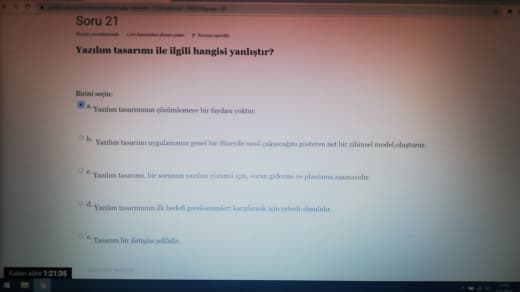 Soru 21
Yazılım tasarımı ile ilgili hangisi yanlıştır?
Birini seçin:
a. Yazılım tasarımının çözümlemeye bir faydası yoktur.
b. Yazılım tasarımı uygulamanın genel bir düzeyde nasıl çalışacağını gösteren net bir zihinsel model oluşturur.
c. Yazılım tasarımı, bir sorunun yazılım çözümü için, sorun giderme ve planlama aşamasıdır.
d. Yazılım tasarımının ilk hedefi gereksinimleri karşılamak için yeterli olmalıdır.
e. Tasarım bir iletişim şeklidir.
Kalan süre 1:21:35